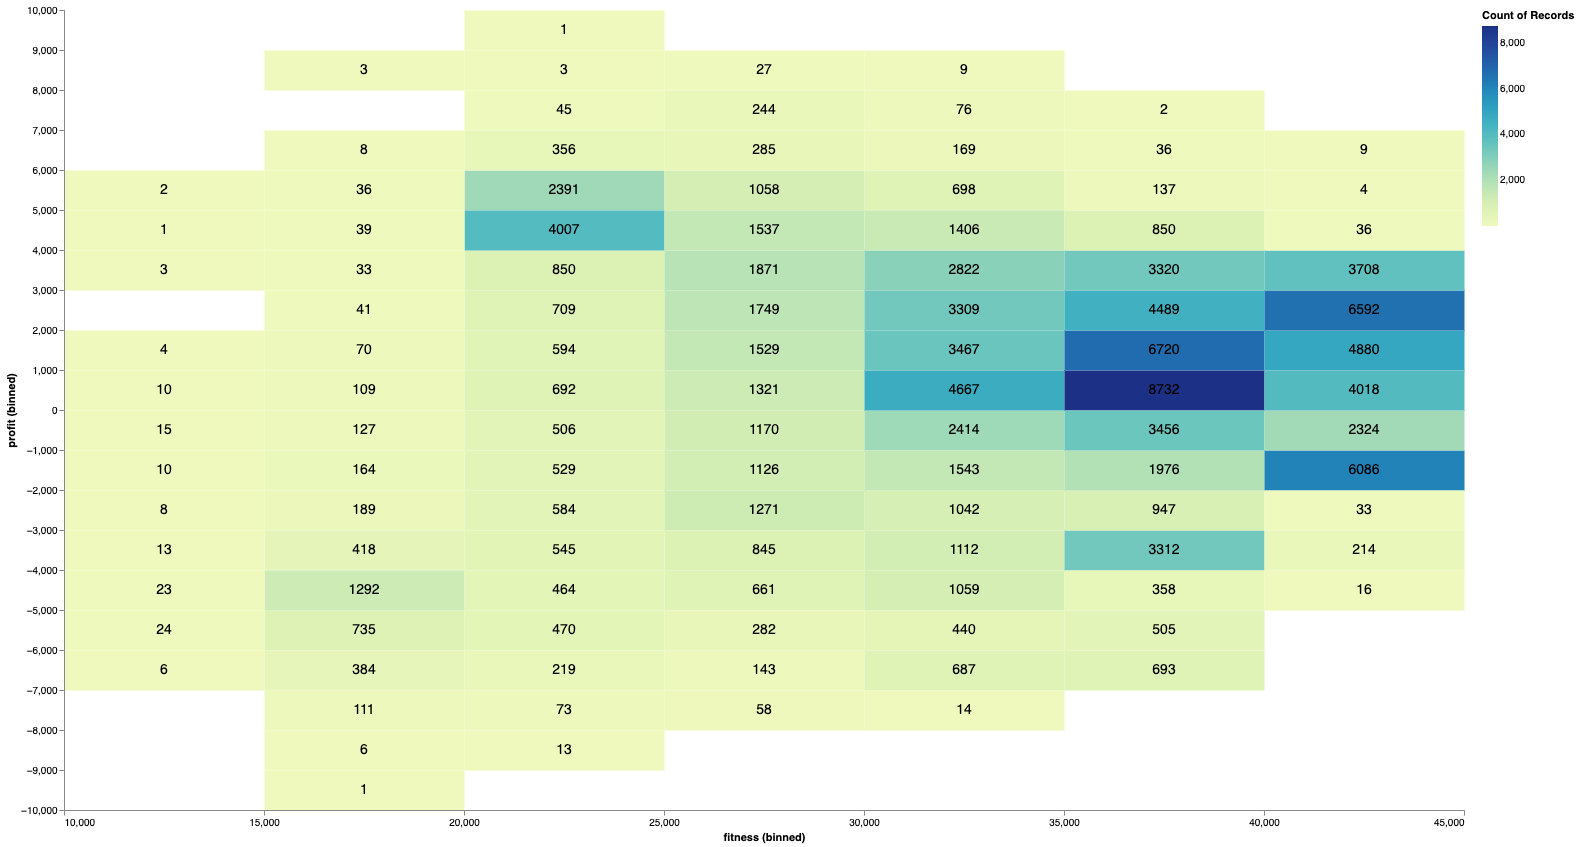 Count of Records
8,000
6,000
4,000
2,000
profit (binned)
10,000
1
9,000
3 3 27 9
8,000
45 244 76 2
7,000
8 356 285 169 36 9
6,000
2 36 2391 1058 698 137 4
5,000
1 39 4007 1537 1406 850 36
4,000
3 33 850 1871 2822 3320 3708
3,000
41 709 1749 3309 4489 6592
2,000
4 70 594 1529 3467 6720 4880
1,000
10 109 692 1321 4667 8732 4018
0
15 127 506 1170 2414 3456 2324
−1,000
10 164 529 1126 1543 1976 6086
−2,000
8 189 584 1271 1042 947 33
−3,000
13 418 545 845 1112 3312 214
−4,000
23 1292 464 661 1059 358 16
−5,000
24 735 470 282 440 505
−6,000
6 384 219 143 687 693
−7,000
111 73 58 14
−8,000
6 13
−9,000
1
−10,000
10,000 15,000 20,000 25,000 30,000 35,000 40,000 45,000
fitness (binned)